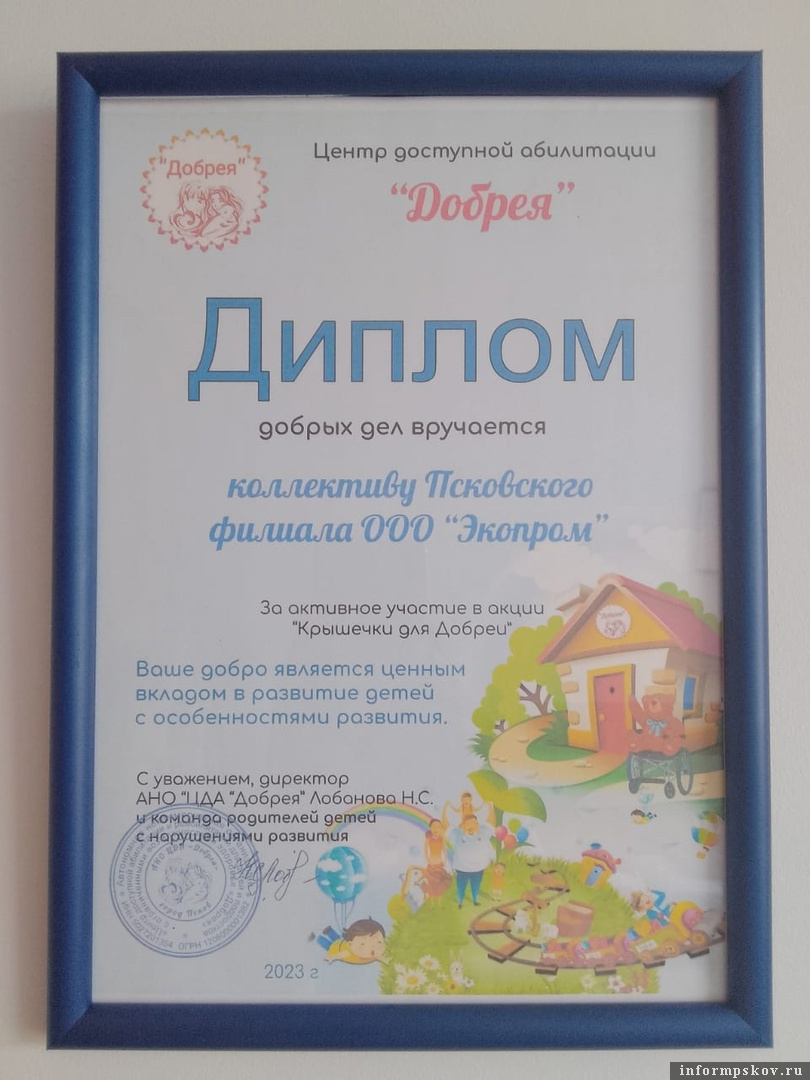 "Добрея"
Центр доступной абилитации
“Добрея”
Диплом
добрых дел вручается
коллективу Псковского
филиала ООО “Экопром”
За активное участие в акции
"Крышечки для Добреи"
Ваше добро является ценным
вкладом в развитие детей
с особенностями развития.
С уважением, директор
АНО "ЦДА "Добрея" Лобанова Н.С.
и команда родителей детей
с нарушениями развития
город Псков
2023 г
informpskov.ru